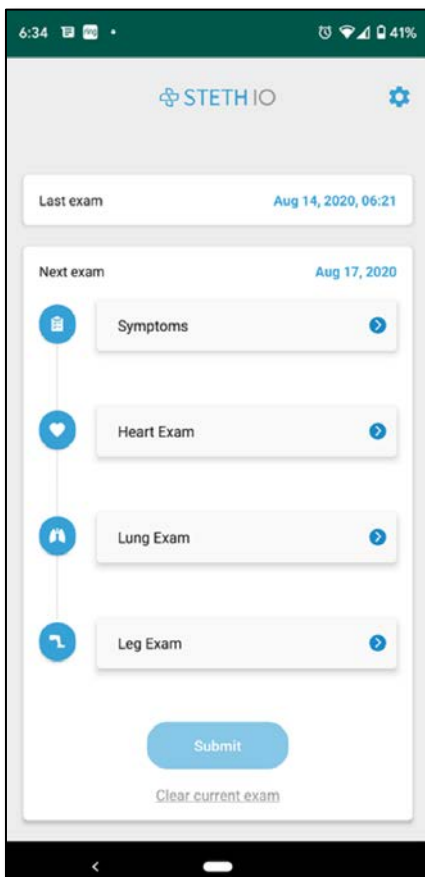 6:34 41%
STETH IO
Last exam Aug 14, 2020, 06:21
Next exam Aug 17, 2020
Symptoms
Heart Exam
Lung Exam
Leg Exam
Submit
Clear current exam